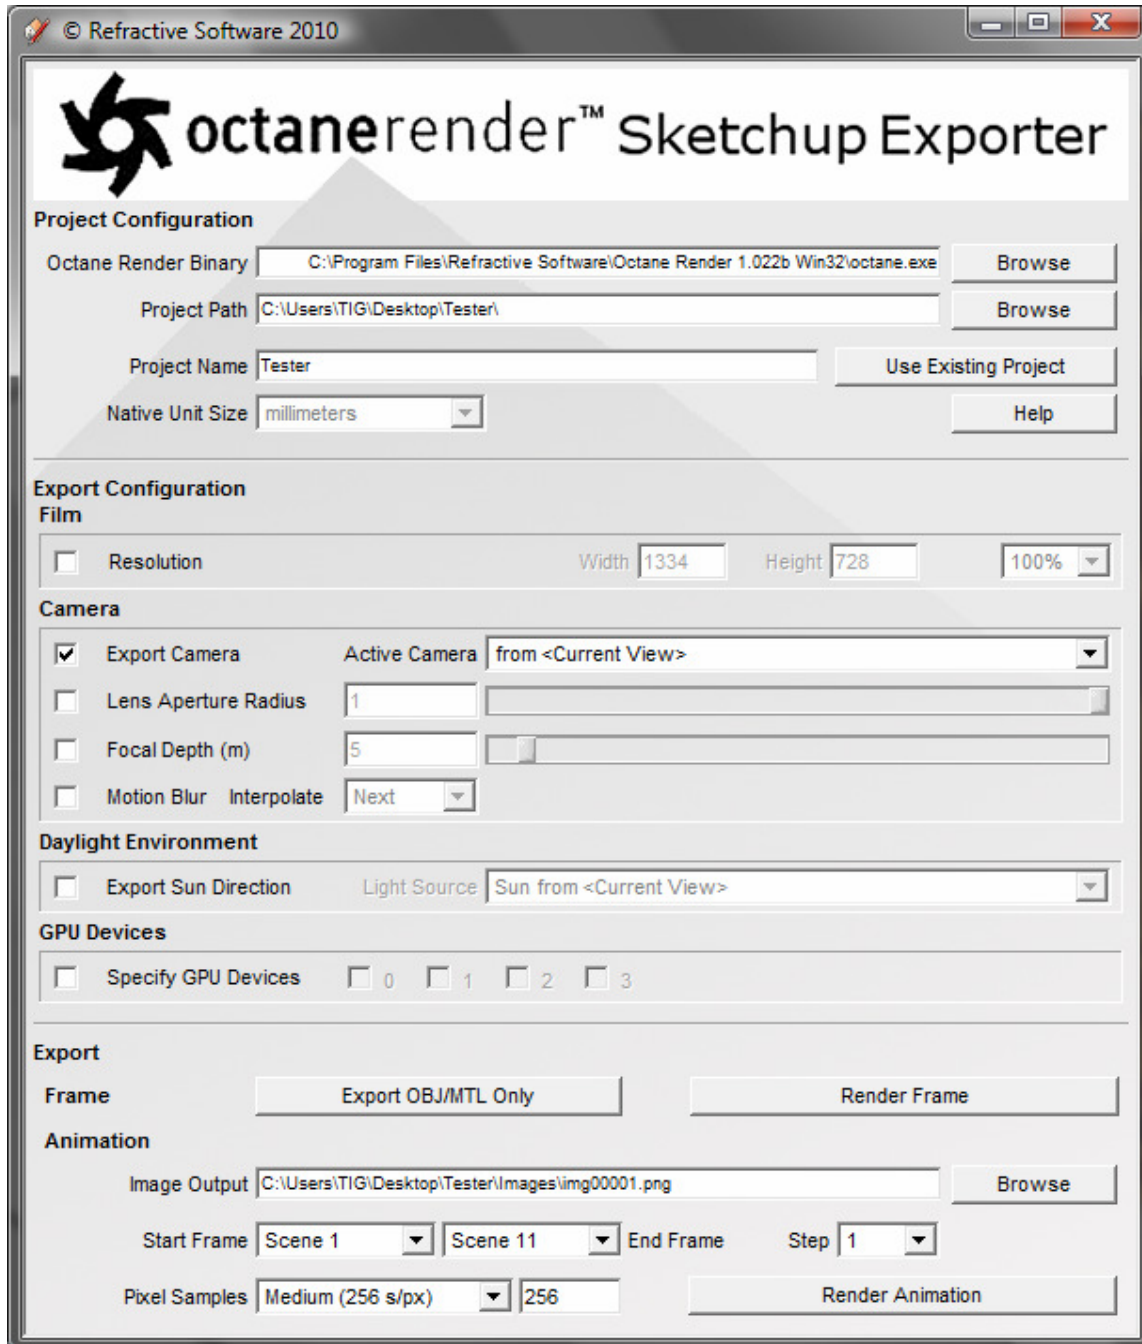 © Refractive Software 2010
octanerender™ Sketchup Exporter
Project Configuration
Octane Render Binary C:\Program Files\Refractive Software\Octane Render 1.022b Win32\octane.exe Browse
Project Path C:\Users\TIG\Desktop\Tester\ Browse
Project Name Tester Use Existing Project
Native Unit Size millimeters Help
Export Configuration
Film
Resolution Width 1334 Height 728 100%
Camera
Export Camera Active Camera from <Current View>
Lens Aperture Radius 1
Focal Depth (m) 5
Motion Blur Interpolate Next
Daylight Environment
Export Sun Direction Light Source Sun from <Current View>
GPU Devices
Specify GPU Devices 0 1 2 3
Export
Frame Export OBJ/MTL Only Render Frame
Animation
Image Output C:\Users\TIG\Desktop\Tester\Images\img00001.png Browse
Start Frame Scene 1 Scene 11 End Frame Step 1
Pixel Samples Medium (256 s/px) 256 Render Animation